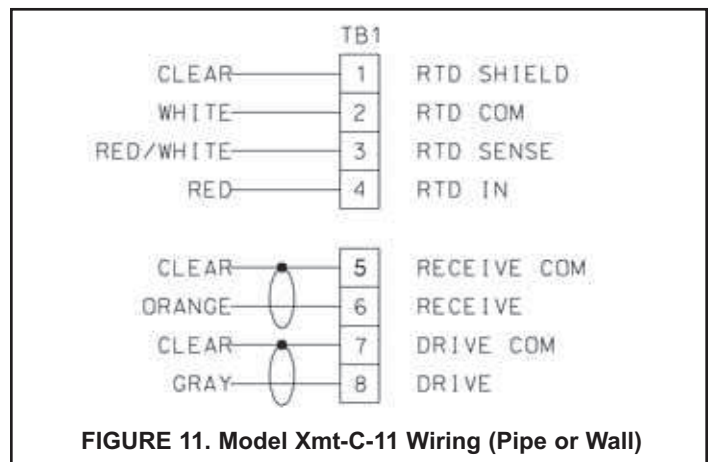 TB1
CLEAR 1 RTD SHIELD
WHITE 2 RTD COM
RED/WHITE 3 RTD SENSE
RED 4 RTD IN
CLEAR 5 RECEIVE COM
ORANGE 6 RECEIVE
CLEAR 7 DRIVE COM
GRAY 8 DRIVE
FIGURE 11. Model Xmt-C-11 Wiring (Pipe or Wall)